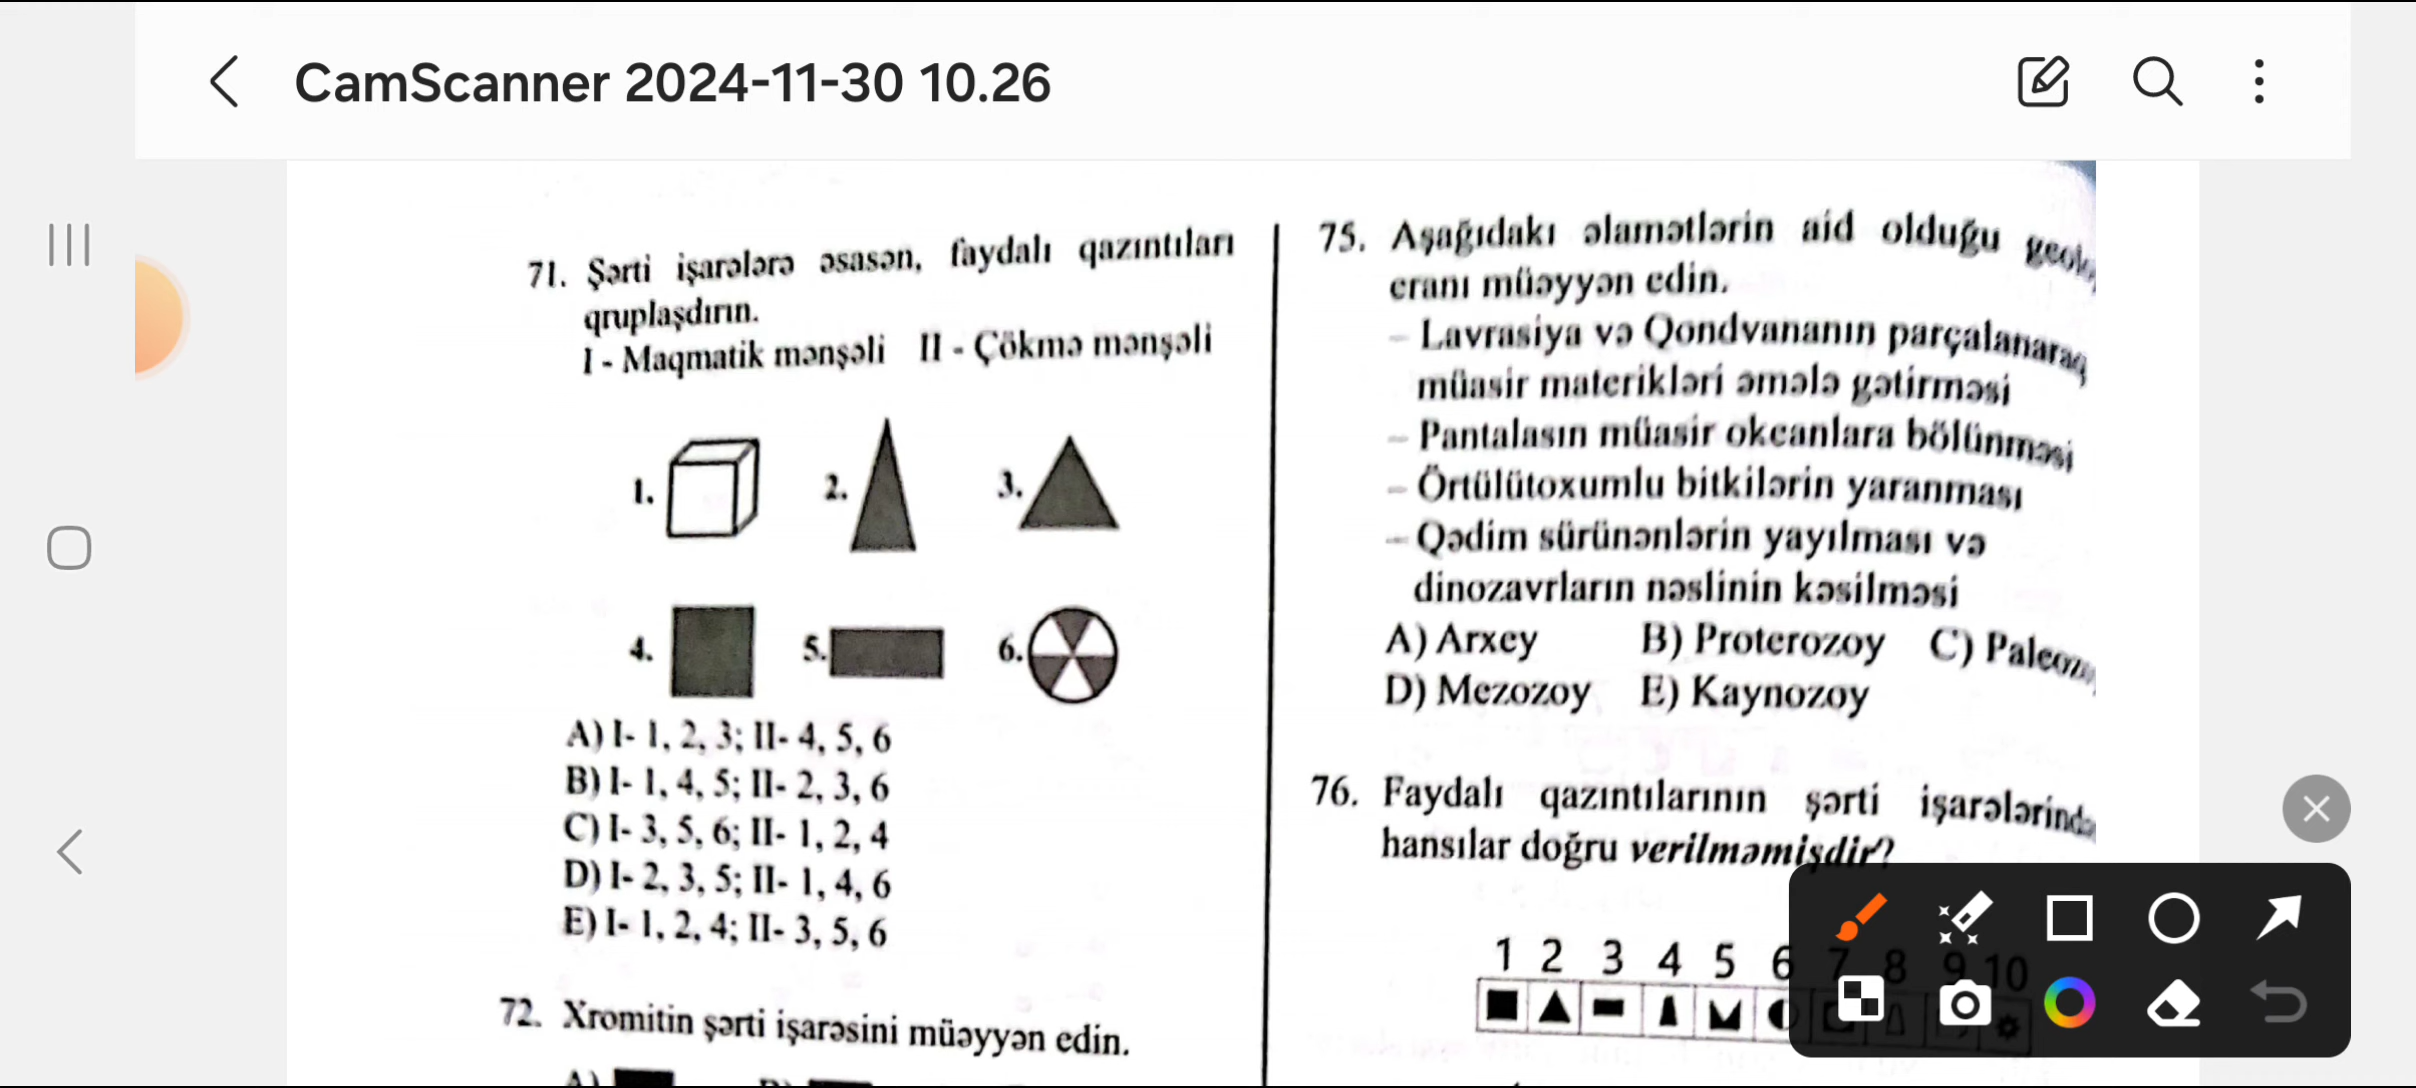 CamScanner 2024-11-30 10.26
71. Şərti işarələrə əsasən, faydalı qazıntıları
qruplaşdırın.
I - Maqmatik mənşəli II - Çökmə mənşəli
1. 2. 3.
4. 5. 6.
A) I- 1, 2, 3; II- 4, 5, 6
B) I- 1, 4, 5; II- 2, 3, 6
C) I- 3, 5, 6; II- 1, 2, 4
D) I- 2, 3, 5; II- 1, 4, 6
E) I- 1, 2, 4; II- 3, 5, 6
72. Xromitin şərti işarəsini müəyyən edin.
75. Aşağıdakı əlamətlərin aid olduğu
eranı müəyyən edin.
– Lavrasiya və Qondvananın parçalanaraq
müasir materikləri əmələ gətirməsi
– Pantalasın müasir okeanlara bölünməsi
– Örtülütoxumlu bitkilərin yaranması
– Qədim sürünənlərin yayılması və
dinozavrların nəslinin kəsilməsi
A) Arxey B) Proterozoy C)
D) Mezozoy E) Kaynozoy
76. Faydalı qazıntılarının şərti
hansılar doğru verilməmişdir?
1 2 3 4 5 6 7 8 9 10